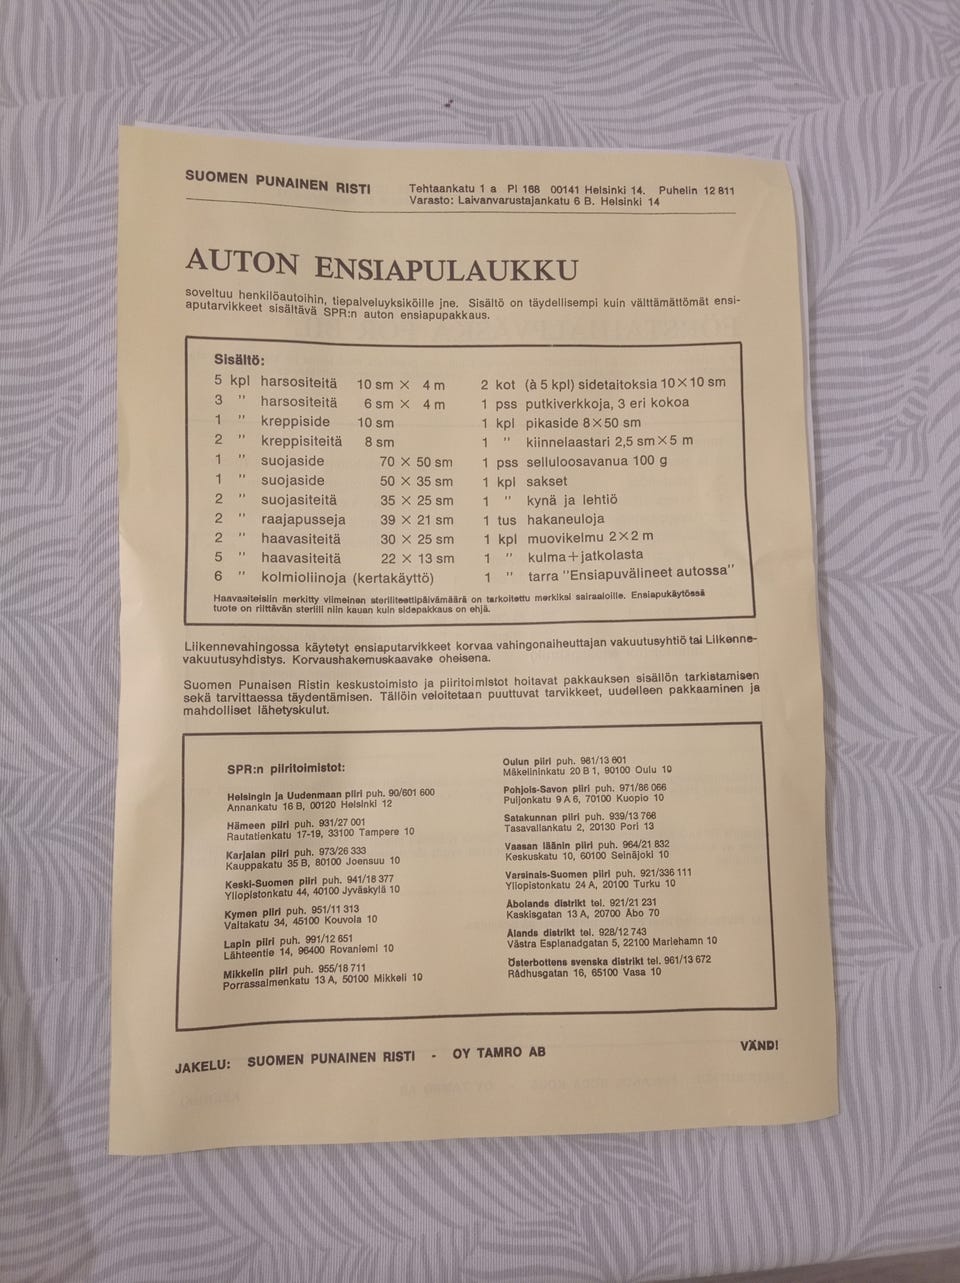 SUOMEN PUNAINEN RISTI
Tehtaankatu 1 a Pl 168 00141 Helsinki 14. Puhelin 12 811
Varasto: Laivanvarustajankatu 6 B. Helsinki 14
AUTON ENSIAPULAUKKU
soveltuu henkilöautoihin, tiepalveluyksiköille jne. Sisältö on täydellisempi kuin välttämättömät ensi-
aputarvikkeet sisältävä SPR:n auton ensiapupakkaus.
Sisältö:
5 kpl harsositeitä 10 sm × 4 m
3 " harsositeitä 6 sm × 4 m
1 " kreppiside 10 sm
2 " kreppisiteitä 8 sm
1 " suojaside 70 × 50 sm
1 " suojaside 50 × 35 sm
2 " suojasiteitä 35 × 25 sm
2 " raajapusseja 39 × 21 sm
2 " haavasiteitä 30 × 25 sm
5 " haavasiteitä 22 × 13 sm
6 " kolmioliinoja (kertakäyttö)
2 kot (à 5 kpl) sidetaitoksia 10×10 sm
1 pss putkiverkkoja, 3 eri kokoa
1 kpl pikaside 8×50 sm
1 " kiinnelaastari 2,5 sm×5 m
1 pss selluloosavanua 100 g
1 kpl sakset
1 " kynä ja lehtiö
1 tus hakaneuloja
1 kpl muovikelmu 2×2 m
1 " kulma+jatkolasta
1 " tarra "Ensiapuvälineet autossa"
Haavasiteisiin merkitty viimeinen steriliteettipäivämäärä on tarkoitettu merkiksi sairaaloille. Ensiapukäytössä
tuote on riittävän steriili niin kauan kuin sidepakkaus on ehjä.
Liikennevahingossa käytetyt ensiaputarvikkeet korvaa vahingonaiheuttajan vakuutusyhtiö tai Liikenne-
vakuutusyhdistys. Korvaushakemuskaavake oheisena.
Suomen Punaisen Ristin keskustoimisto ja piiritoimistot hoitavat pakkauksen sisällön tarkistamisen
sekä tarvittaessa täydentämisen. Tällöin veloitetaan puuttuvat tarvikkeet, uudelleen pakkaaminen ja
mahdolliset lähetyskulut.
SPR:n piiritoimistot:
Helsingin ja Uudenmaan piiri puh. 90/601 600
Annankatu 16 B, 00120 Helsinki 12
Hämeen piiri puh. 931/27 001
Rautatienkatu 17-19, 33100 Tampere 10
Karjalan piiri puh. 973/26 333
Kauppakatu 35 B, 80100 Joensuu 10
Keski-Suomen piiri puh. 941/18 377
Yliopistonkatu 44, 40100 Jyväskylä 10
Kymen piiri puh. 951/11 313
Valtakatu 34, 45100 Kouvola 10
Lapin piiri puh. 991/12 651
Lähteentie 14, 96400 Rovaniemi 10
Mikkelin piiri puh. 955/18 711
Porrassalmenkatu 13 A, 50100 Mikkeli 10
Oulun piiri puh. 981/13 601
Mäkelininkatu 20 B 1, 90100 Oulu 10
Pohjois-Savon piiri puh. 971/86 066
Puijonkatu 9 A 6, 70100 Kuopio 10
Satakunnan piiri puh. 939/13 766
Tasavallankatu 2, 20130 Pori 13
Vaasan läänin piiri puh. 964/21 832
Keskuskatu 10, 60100 Seinäjoki 10
Varsinais-Suomen piiri puh. 921/336 111
Yliopistonkatu 24 A, 20100 Turku 10
Åbolands distrikt tel. 921/21 231
Kaskisgatan 13 A, 20700 Åbo 70
Ålands distrikt tel. 928/12 743
Västra Esplanadgatan 5, 22100 Mariehamn 10
Österbottens svenska distrikt tel. 961/13 672
Rådhusgatan 16, 65100 Vasa 10
JAKELU: SUOMEN PUNAINEN RISTI - OY TAMRO AB
VÄND!